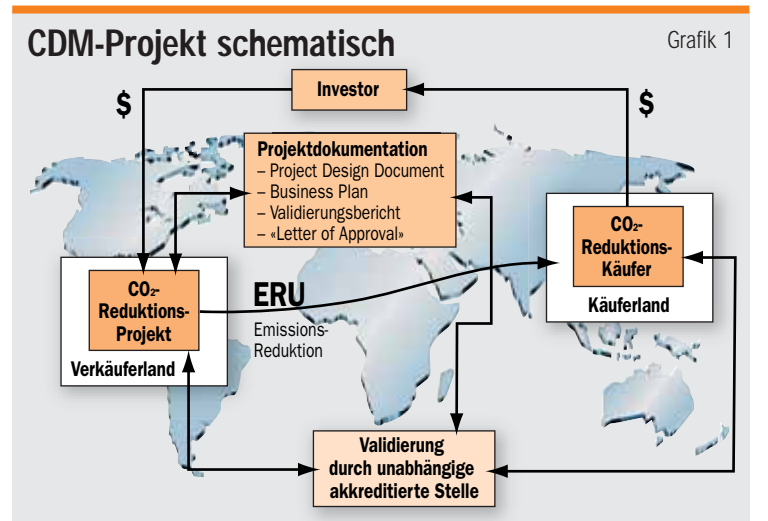 CDM-Projekt schematisch
Grafik 1
$
Investor
$
Projektdokumentation
– Project Design Document
– Business Plan
– Validierungsbericht
– «Letter of Approval»
CO₂-
Reduktions-
Käufer
Käuferland
CO₂-
Reduktions-
Projekt
Verkäuferland
ERU
Emissions-
Reduktion
Validierung
durch unabhängige
akkreditierte Stelle